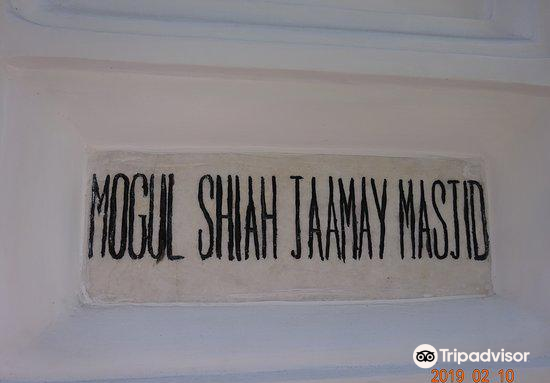 MOGUL SHIAH JAAMAY MASJID
Tripadvisor
2019 02 10